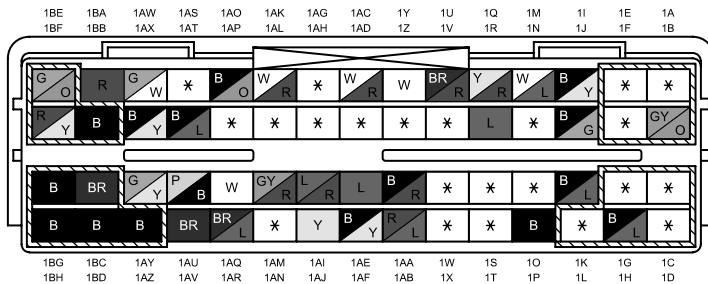 1BE 1BA 1AW 1AS 1AO 1AK 1AG 1AC 1Y 1U 1Q 1M 1I 1E 1A
1BF 1BB 1AX 1AT 1AP 1AL 1AH 1AD 1Z 1V 1R 1N 1J 1F 1B
G O R G W * B O W R * W R W BR R Y R W L B Y * *
R Y B B Y B L * * * * * * L * B G * GY O
B BR G Y P B W GY R L R L B R * * * B L * *
B B B BR BR L * Y B Y R L * * B * B L *
1BG 1BC 1AY 1AU 1AQ 1AM 1AI 1AE 1AA 1W 1S 1O 1K 1G 1C
1BH 1BD 1AZ 1AV 1AR 1AN 1AJ 1AF 1AB 1X 1T 1P 1L 1H 1D